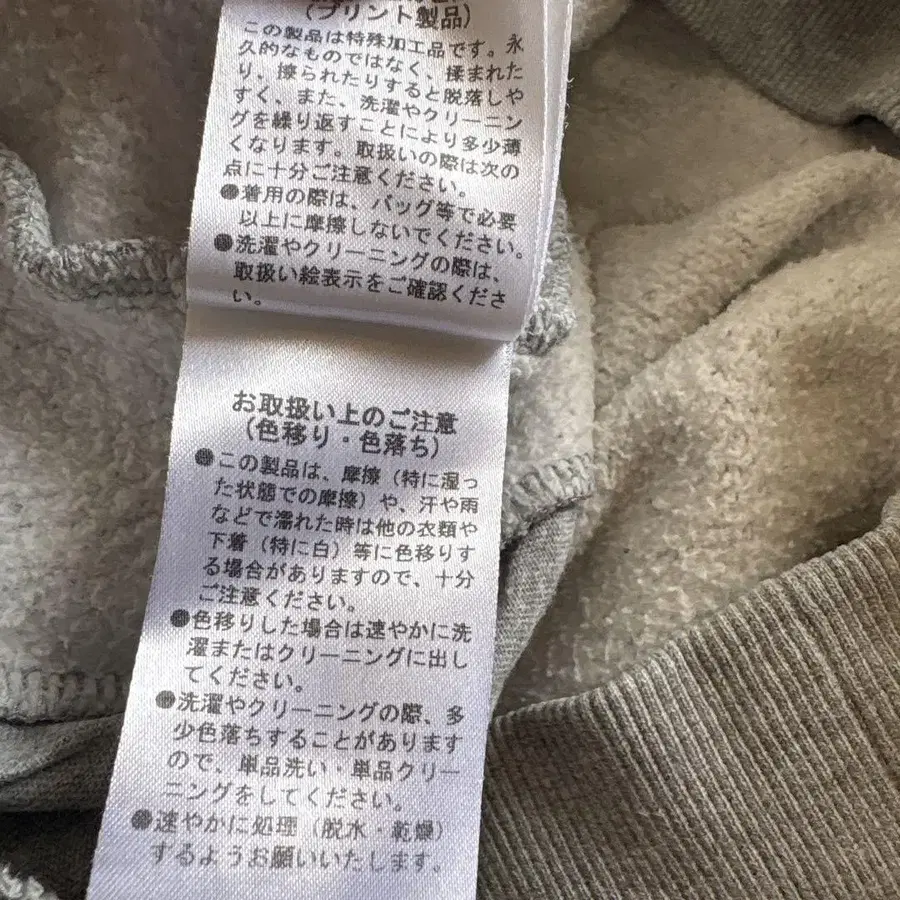 (プリント製品)
この製品は特殊加工品です。永
久的なものではなく、揉まれた
り、擦られたりすると脱落しや
すく、また、洗濯やクリーニン
グを繰り返すことにより多少薄
くなります。取扱いの際は次の
点に十分ご注意ください。
●着用の際は、バッグ等で必要
以上に摩擦しないでください。
●洗濯やクリーニングの際は、
取扱い絵表示をご確認くださ
い。
お取扱い上のご注意
(色移り・色落ち)
●この製品は、摩擦(特に湿っ
た状態での摩擦)や、汗や雨
などで濡れた時は他の衣類や
下着(特に白)等に色移りす
る場合がありますので、十分
ご注意ください。
●色移りした場合は速やかに洗
濯またはクリーニングに出し
てください。
●洗濯やクリーニングの際、多
少色落ちすることがあります
ので、単品洗い・単品クリー
ニングをしてください。
●速やかに処理(脱水・乾燥)
するようお願いいたします。